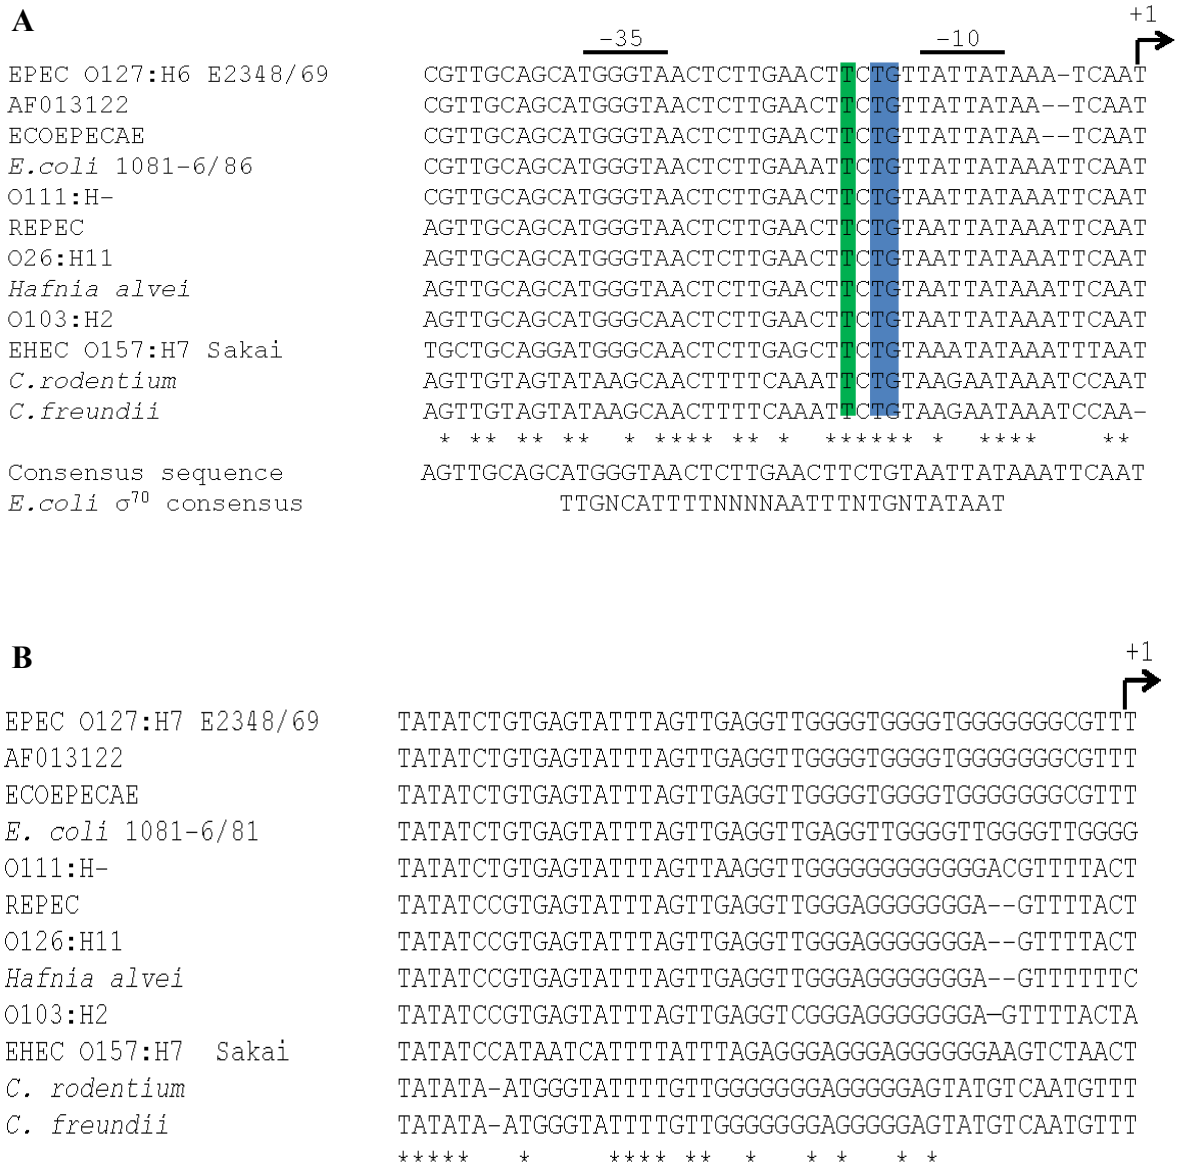 A
+1
-35 -10
EPEC O127:H6 E2348/69 CGTTGCAGCATGGGTAACTCTTGAACTTCTGTTATTATAAA-TCAAT
AF013122 CGTTGCAGCATGGGTAACTCTTGAACTTCTGTTATTATAA--TCAAT
ECOEPECAE CGTTGCAGCATGGGTAACTCTTGAACTTCTGTTATTATAA--TCAAT
E.coli 1081-6/86 CGTTGCAGCATGGGTAACTCTTGAAATTCTGTTATTATAAATTCAAT
O111:H- CGTTGCAGCATGGGTAACTCTTGAACTTCTGTAATTATAAATTCAAT
REPEC AGTTGCAGCATGGGTAACTCTTGAACTTCTGTAATTATAAATTCAAT
O26:H11 AGTTGCAGCATGGGTAACTCTTGAACTTCTGTAATTATAAATTCAAT
Hafnia alvei AGTTGCAGCATGGGTAACTCTTGAACTTCTGTAATTATAAATTCAAT
O103:H2 AGTTGCAGCATGGGCAACTCTTGAACTTCTGTAATTATAAATTCAAT
EHEC O157:H7 Sakai TGCTGCAGGATGGGCAACTCTTGAGCTTCTGTAAATATAAATTTAAT
C.rodentium AGTTGTAGTATAAGCAACTTTTCAAATTCTGTAAGAATAAATCCAAT
C.freundii AGTTGTAGTATAAGCAACTTTTCAAATTCTGTAAGAATAAATCCAA-
* ** ** ** * **** ** * ****** * **** **
Consensus sequence AGTTGCAGCATGGGTAACTCTTGAACTTCTGTAATTATAAATTCAAT
E.coli σ70 consensus TTGNCATTTTNNNNAATTTNTGNTATAAT
B
+1
EPEC O127:H7 E2348/69 TATATCTGTGAGTATTTAGTTGAGGTTGGGGTGGGGTGGGGGGGCGTTT
AF013122 TATATCTGTGAGTATTTAGTTGAGGTTGGGGTGGGGTGGGGGGGCGTTT
ECOEPECAE TATATCTGTGAGTATTTAGTTGAGGTTGGGGTGGGGTGGGGGGGCGTTT
E. coli 1081-6/81 TATATCTGTGAGTATTTAGTTGAGGTTGAGGTTGGGGTTGGGGTTGGGG
O111:H- TATATCTGTGAGTATTTAGTTAAGGTTGGGGGGGGGGGGACGTTTTACT
REPEC TATATCCGTGAGTATTTAGTTGAGGTTGGGAGGGGGGGA--GTTTTACT
O126:H11 TATATCCGTGAGTATTTAGTTGAGGTTGGGAGGGGGGGA--GTTTTACT
Hafnia alvei TATATCCGTGAGTATTTAGTTGAGGTTGGGAGGGGGGGA--GTTTTTTC
O103:H2 TATATCCGTGAGTATTTAGTTGAGGTCGGGAGGGGGGGA-GTTTTACTA
EHEC O157:H7 Sakai TATATCCATAATCATTTTATTTAGAGGGAGGGAGGGGGGAAGTCTAACT
C. rodentium TATATA-ATGGGTATTTTGTTGGGGGGGAGGGGGAGTATGTCAATGTTT
C. freundii TATATA-ATGGGTATTTTGTTGGGGGGGAGGGGGAGTATGTCAATGTTT
***** * **** ** * * * * *